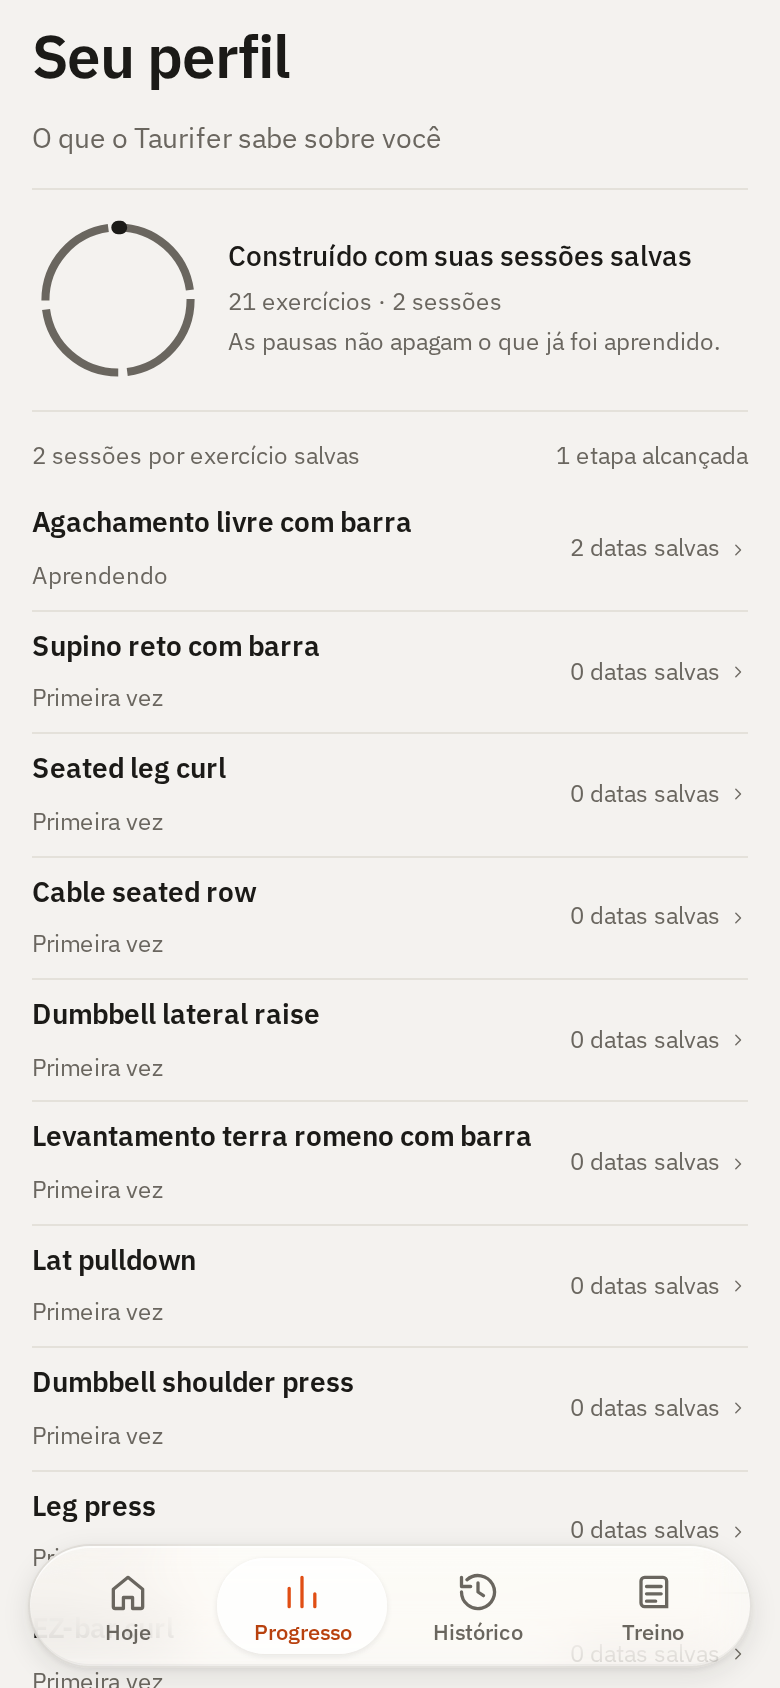 Seu perfil
O que o Taurifer sabe sobre você
Construído com suas sessões salvas
21 exercícios · 2 sessões
As pausas não apagam o que já foi aprendido.
2 sessões por exercício salvas
1 etapa alcançada
Agachamento livre com barra
2 datas salvas
Aprendendo
Supino reto com barra
0 datas salvas
Primeira vez
Seated leg curl
0 datas salvas
Primeira vez
Cable seated row
0 datas salvas
Primeira vez
Dumbbell lateral raise
0 datas salvas
Primeira vez
Levantamento terra romeno com barra
0 datas salvas
Primeira vez
Lat pulldown
0 datas salvas
Primeira vez
Dumbbell shoulder press
0 datas salvas
Primeira vez
Leg press
0 datas salvas
Hoje
Progresso
Histórico
Treino
0 datas salvas
Primeira vez